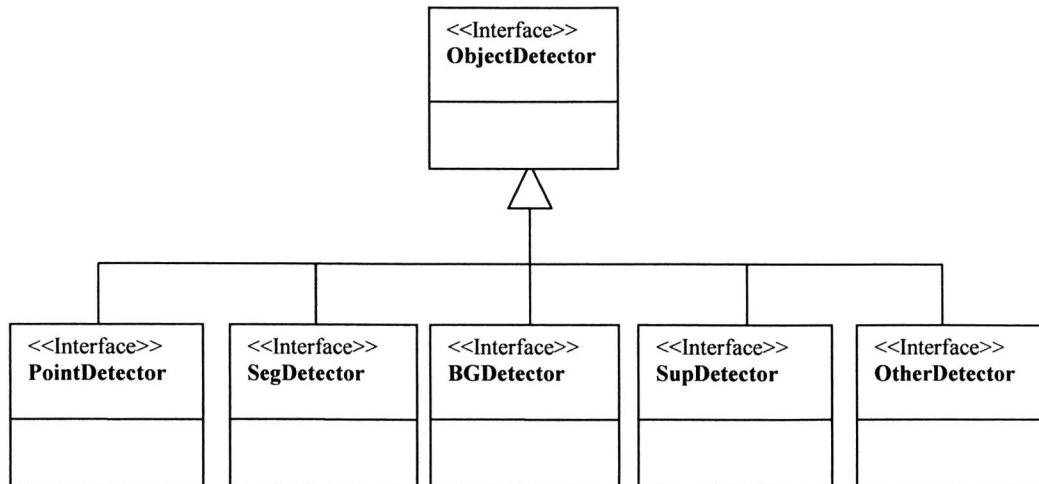 <<Interface>>
ObjectDetector
<<Interface>>
PointDetector
<<Interface>>
SegDetector
<<Interface>>
BGDetector
<<Interface>>
SupDetector
<<Interface>>
OtherDetector